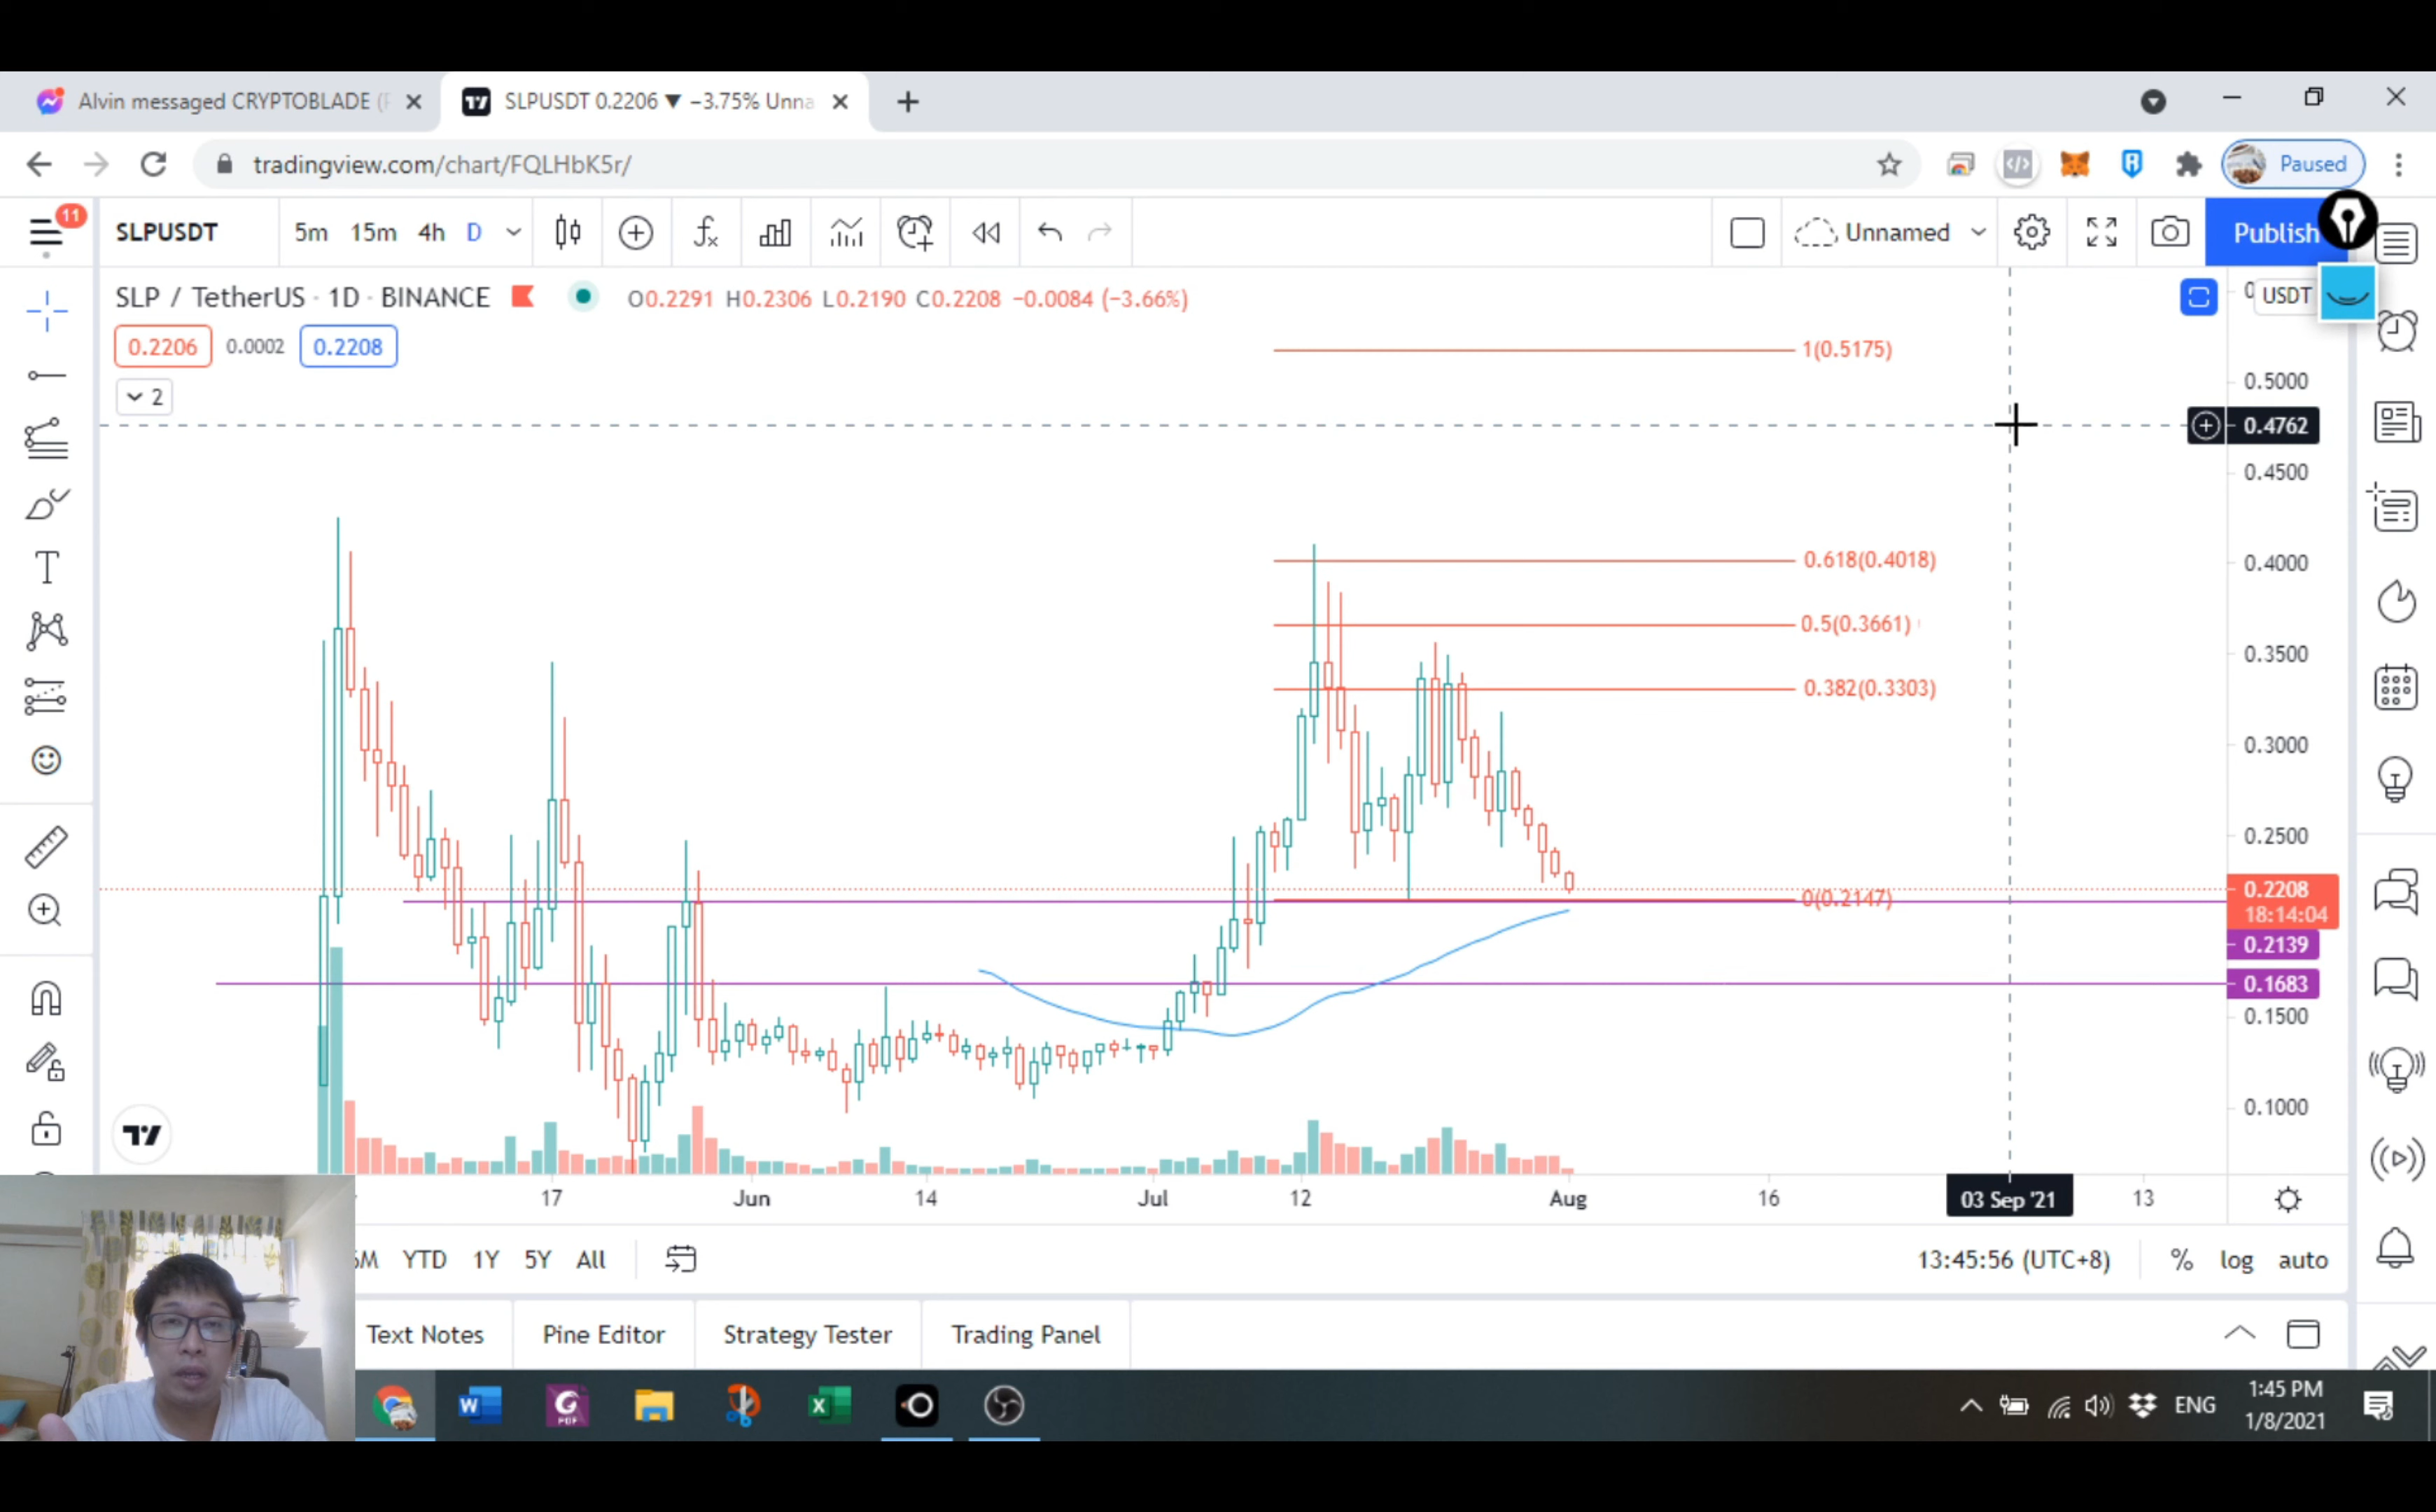 Alvin messaged CRYPTOBLADE (
SLPUSDT 0.2206 ▼ −3.75% Unna
tradingview.com/chart/FQLHbK5r/
Paused
11
SLPUSDT
5m 15m 4h D
Unnamed
Publish
SLP / TetherUS · 1D · BINANCE
O0.2291 H0.2306 L0.2190 C0.2208 −0.0084 (−3.66%)
USDT
0.2206 0.0002 0.2208
2
1(0.5175)
0.5000
0.4762
0.4500
0.618(0.4018)
0.4000
0.5(0.3661)
0.3500
0.382(0.3303)
0.3000
0.2500
0.2208
0(0.2147)
18:14:04
0.2139
0.1683
0.1500
0.1000
17 Jun 14 Jul 12 Aug 16 03 Sep '21 13
YTD 1Y 5Y All
13:45:56 (UTC+8)
% log auto
Text Notes Pine Editor Strategy Tester Trading Panel
W
G
PDF
X
ENG
1:45 PM
1/8/2021